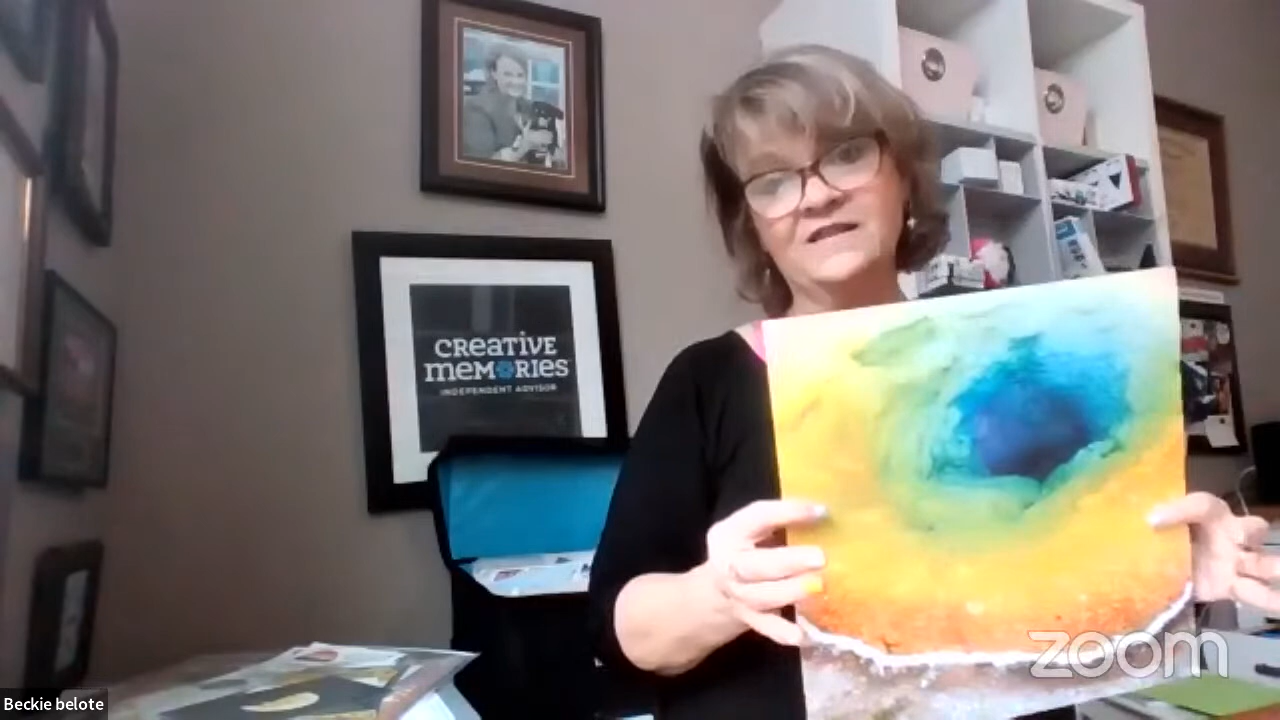 CREATIVE
MEMORIES
INDEPENDENT ADVISOR
zoom
Beckie belote